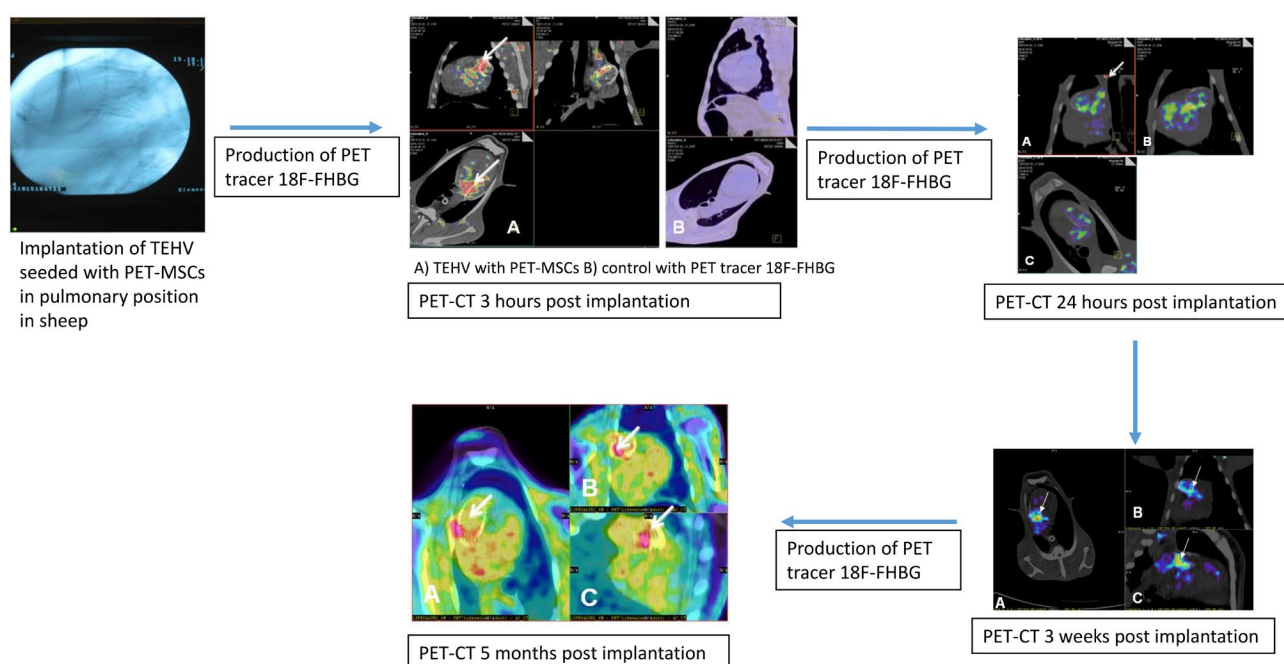 Implantation of TEHV
seeded with PET-MSCs
in pulmonary position
in sheep
Production of PET
tracer 18F-FHBG
A
B
A) TEHV with PET-MSCs B) control with PET tracer 18F-FHBG
PET-CT 3 hours post implantation
Production of PET
tracer 18F-FHBG
A
B
C
PET-CT 24 hours post implantation
A
B
C
PET-CT 3 weeks post implantation
Production of PET
tracer 18F-FHBG
A
B
C
PET-CT 5 months post implantation